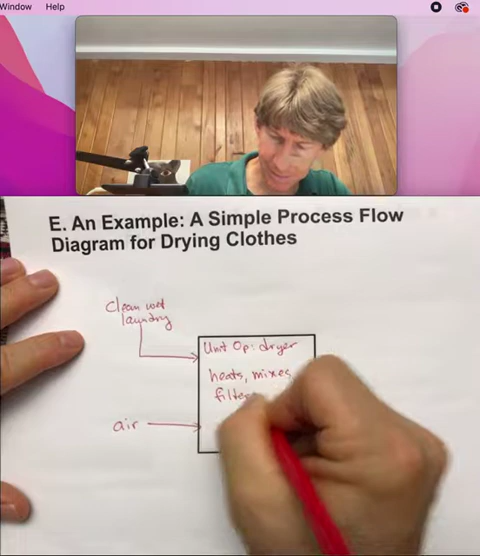 Window Help
E. An Example: A Simple Process Flow
Diagram for Drying Clothes
Clean wet
laundry
Unit Op: dryer
heats, mixes,
air